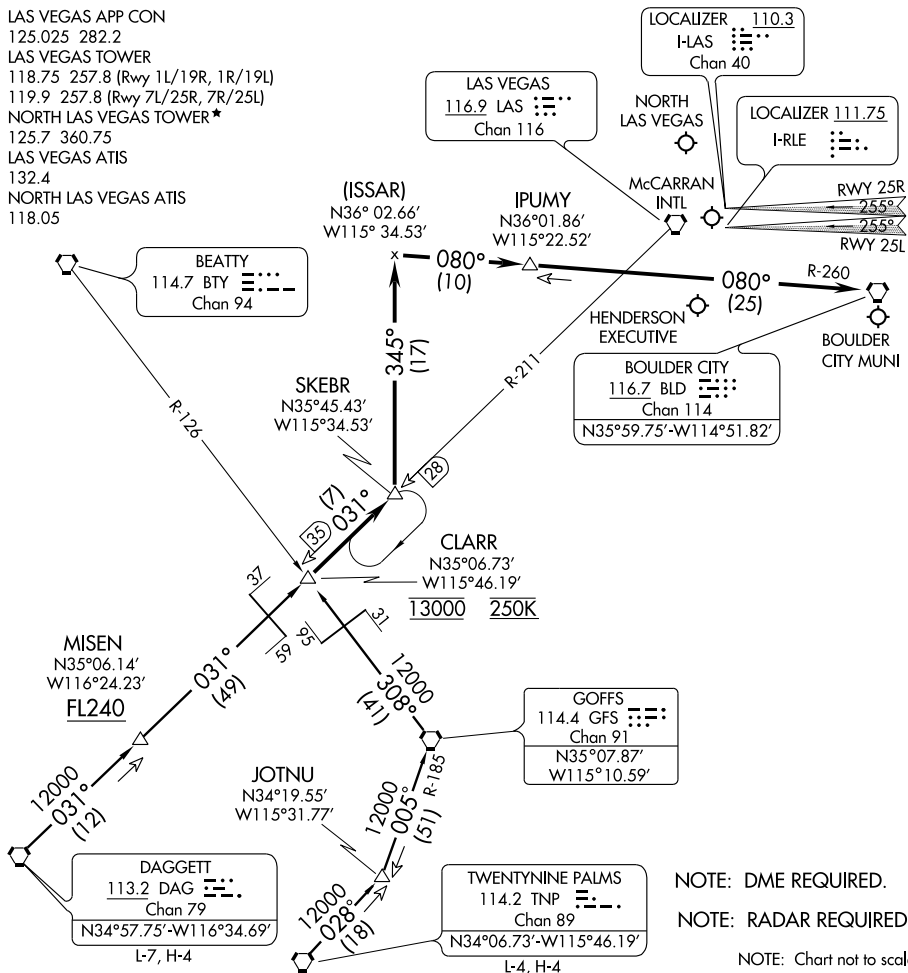 LAS VEGAS APP CON
125.025 282.2
LAS VEGAS TOWER
118.75 257.8 (Rwy 1L/19R, 1R/19L)
119.9 257.8 (Rwy 7L/25R, 7R/25L)
NORTH LAS VEGAS TOWER★
125.7 360.75
LAS VEGAS ATIS
132.4
NORTH LAS VEGAS ATIS
118.05
LOCALIZER 110.3
I-LAS
Chan 40
LAS VEGAS
116.9 LAS
Chan 116
NORTH
LAS VEGAS
LOCALIZER 111.75
I-RLE
McCARRAN
INTL
RWY 25R
255°
255°
RWY 25L
(ISSAR)
N36° 02.66'
W115° 34.53'
IPUMY
N36°01.86'
W115°22.52'
BEATTY
114.7 BTY
Chan 94
080°
(10)
080°
(25)
R-260
HENDERSON
EXECUTIVE
BOULDER
CITY MUNI
BOULDER CITY
116.7 BLD
Chan 114
N35°59.75'-W114°51.82'
345°
(17)
R-211
R-126
SKEBR
N35°45.43'
W115°34.53'
28
(7)
031°
35
CLARR
N35°06.73'
W115°46.19'
13000 250K
37
59
95
31
MISEN
N35°06.14'
W116°24.23'
FL240
031°
(49)
12000
308°
(41)
GOFFS
114.4 GFS
Chan 91
N35°07.87'
W115°10.59'
JOTNU
N34°19.55'
W115°31.77'
12000
005°
(51)
R-185
12000
031°
(12)
DAGGETT
113.2 DAG
Chan 79
N34°57.75'-W116°34.69'
L-7, H-4
12000
028°
(18)
TWENTYNINE PALMS
114.2 TNP
Chan 89
N34°06.73'-W115°46.19'
L-4, H-4
NOTE: DME REQUIRED.
NOTE: RADAR REQUIRED
NOTE: Chart not to scal